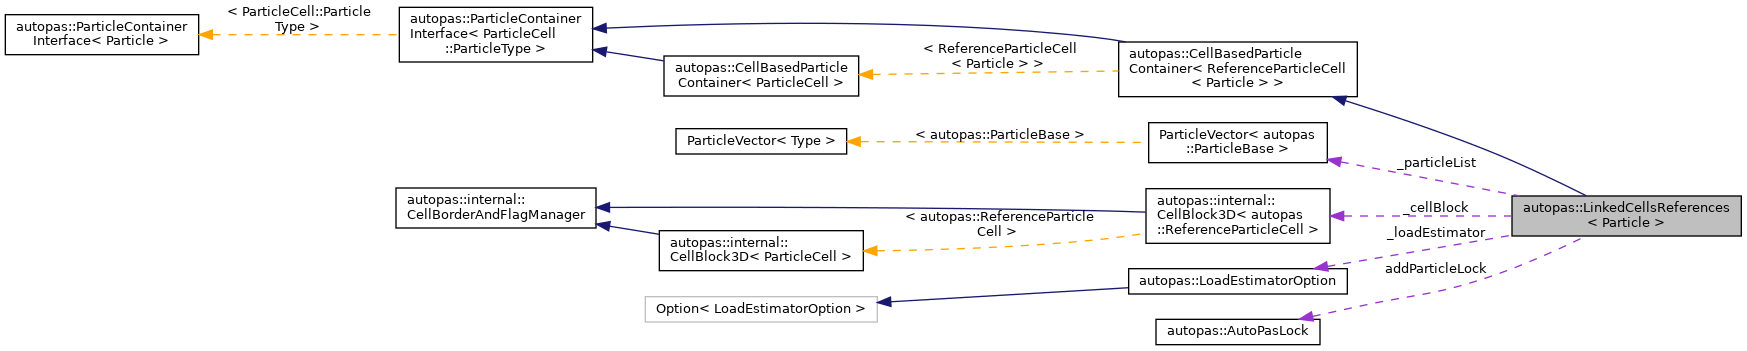 autopas::ParticleContainer
Interface< Particle >
< ParticleCell::Particle
Type >
autopas::ParticleContainer
Interface< ParticleCell
::ParticleType >
autopas::CellBasedParticle
Container< ParticleCell >
< ReferenceParticleCell
< Particle > >
autopas::CellBasedParticle
Container< ReferenceParticleCell
< Particle > >
ParticleVector< Type >
< autopas::ParticleBase >
ParticleVector< autopas
::ParticleBase >
_particleList
autopas::internal::
CellBorderAndFlagManager
autopas::internal::
CellBlock3D< ParticleCell >
< autopas::ReferenceParticle
Cell >
autopas::internal::
CellBlock3D< autopas
::ReferenceParticleCell >
_cellBlock
autopas::LinkedCellsReferences
< Particle >
_loadEstimator
addParticleLock
autopas::LoadEstimatorOption
Option< LoadEstimatorOption >
autopas::AutoPasLock